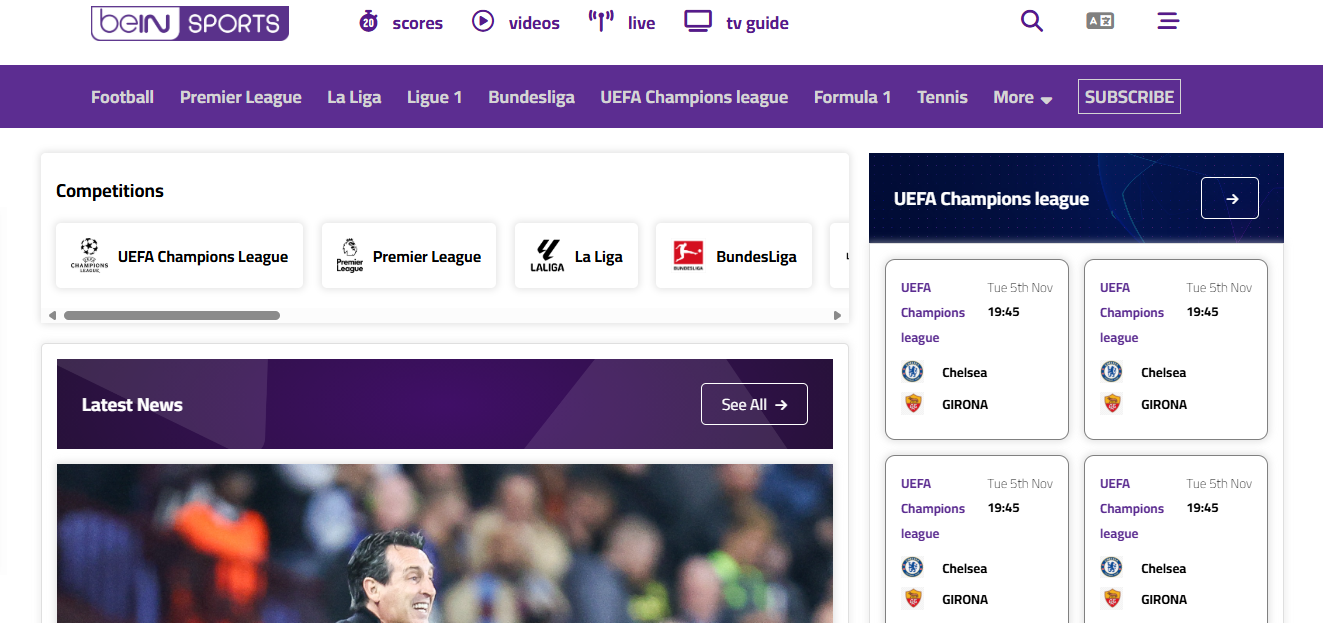 beIN SPORTS
20 scores videos live tv guide
Football Premier League La Liga Ligue 1 Bundesliga UEFA Champions league Formula 1 Tennis More SUBSCRIBE
Competitions
CHAMPIONS LEAGUE UEFA Champions League
Premier League Premier League
LALIGA La Liga
BUNDESLIGA BundesLiga
Latest News
See All →
UEFA Champions league
→
UEFA Champions league
Tue 5th Nov
19:45
Chelsea
GIRONA
UEFA Champions league
Tue 5th Nov
19:45
Chelsea
GIRONA
UEFA Champions league
Tue 5th Nov
19:45
Chelsea
GIRONA
UEFA Champions league
Tue 5th Nov
19:45
Chelsea
GIRONA